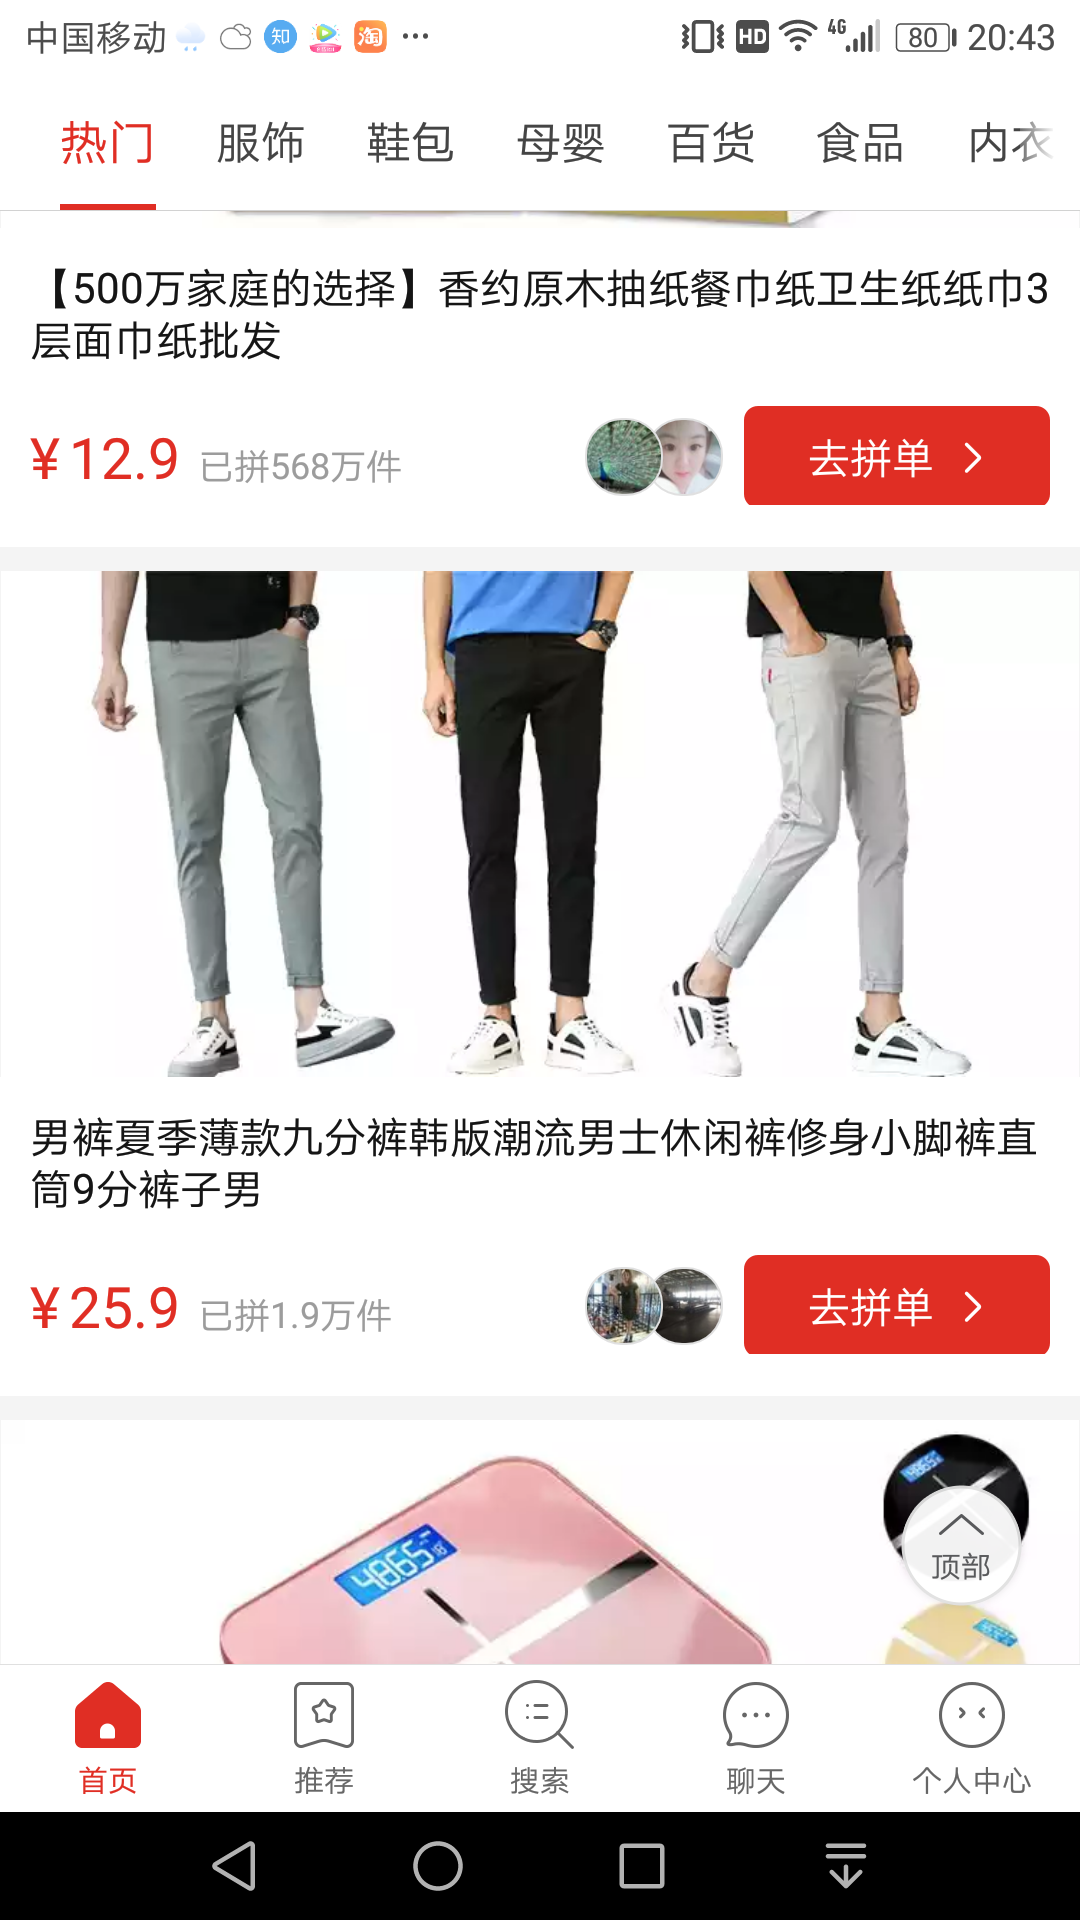 中国移动 知 淘 ··· HD 4G 80 20:43
热门 服饰 鞋包 母婴 百货 食品 内衣
【500万家庭的选择】香约原木抽纸餐巾纸卫生纸纸巾3
层面巾纸批发
¥12.9 已拼568万件 去拼单
男裤夏季薄款九分裤韩版潮流男士休闲裤修身小脚裤直
筒9分裤子男
¥25.9 已拼1.9万件 去拼单
4865
顶部
首页 推荐 搜索 聊天 个人中心